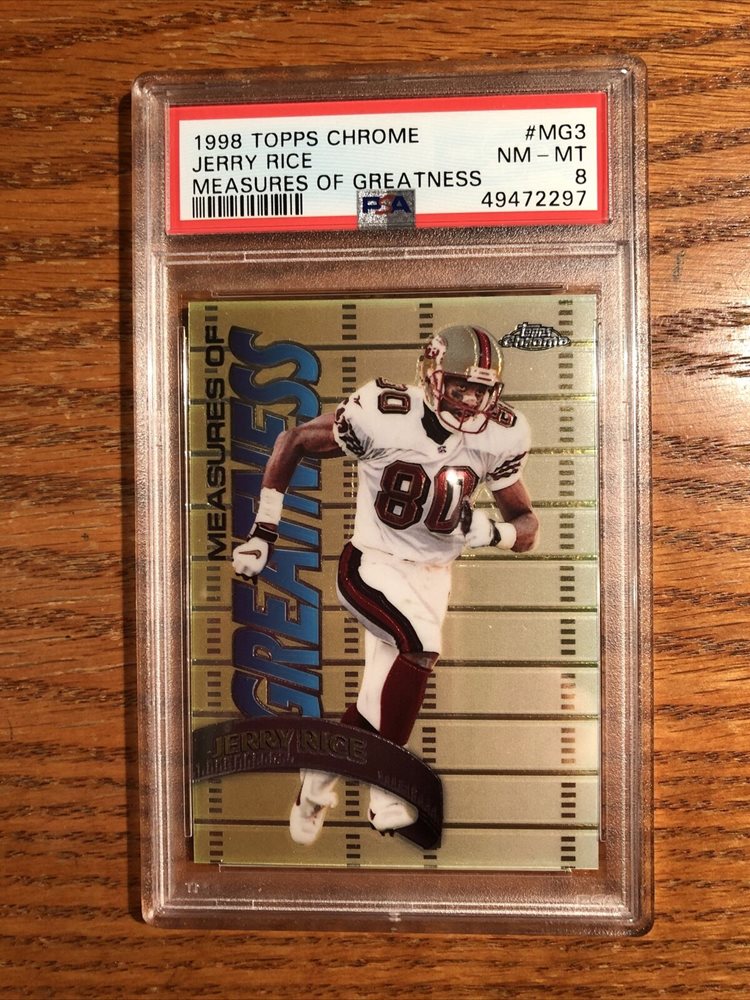 1998 TOPPS CHROME #MG3
JERRY RICE NM - MT
MEASURES OF GREATNESS 8
PSA 49472297
Topps
Chrome
MEASURES OF
GREATNESS
80
80
80
JERRY RICE